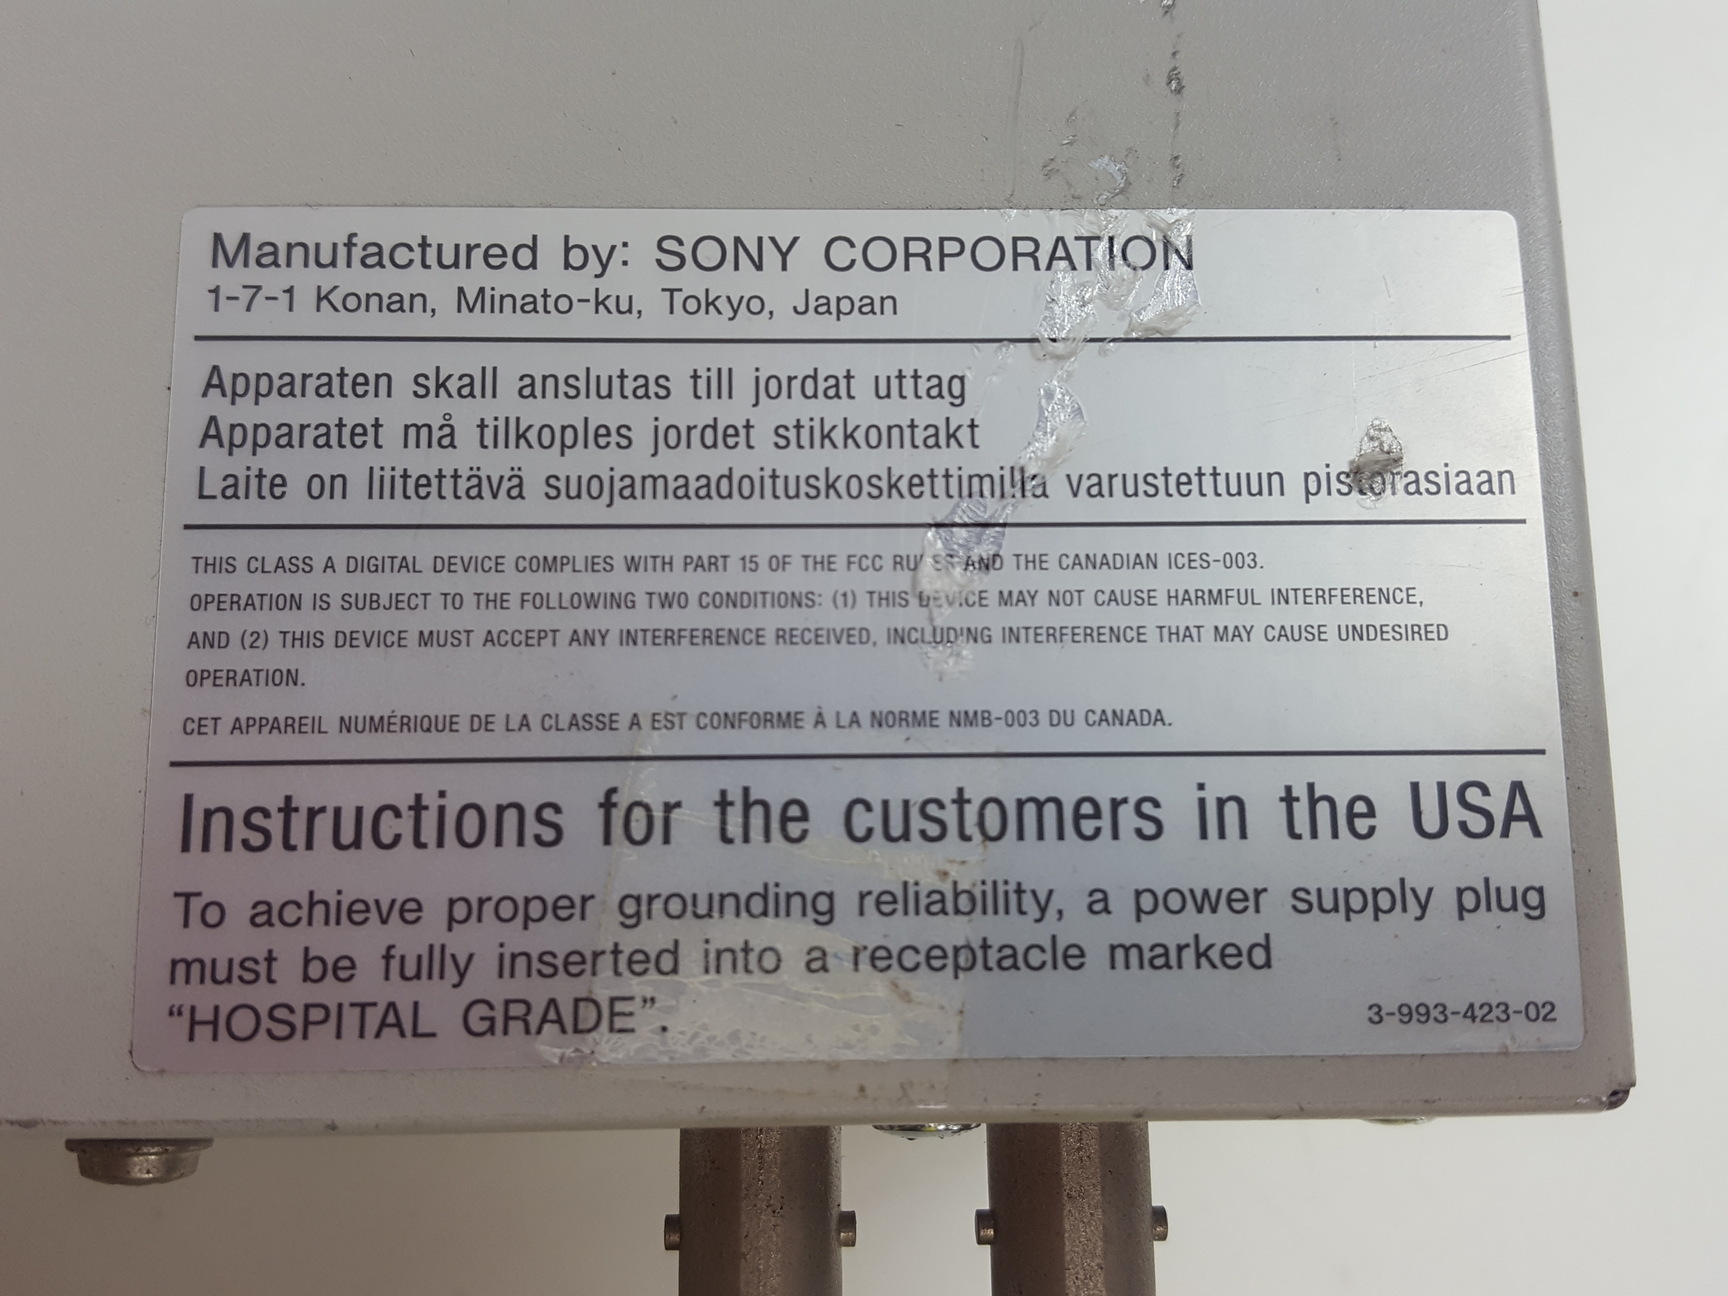 Manufactured by: SONY CORPORATION
1-7-1 Konan, Minato-ku, Tokyo, Japan
Apparaten skall anslutas till jordat uttag
Apparatet må tilkoples jordet stikkontakt
Laite on liitettävä suojamaadoituskoskettimilla varustettuun pistorasiaan
THIS CLASS A DIGITAL DEVICE COMPLIES WITH PART 15 OF THE FCC RULES AND THE CANADIAN ICES-003.
OPERATION IS SUBJECT TO THE FOLLOWING TWO CONDITIONS: (1) THIS DEVICE MAY NOT CAUSE HARMFUL INTERFERENCE,
AND (2) THIS DEVICE MUST ACCEPT ANY INTERFERENCE RECEIVED, INCLUDING INTERFERENCE THAT MAY CAUSE UNDESIRED
OPERATION.
CET APPAREIL NUMÉRIQUE DE LA CLASSE A EST CONFORME À LA NORME NMB-003 DU CANADA.
Instructions for the customers in the USA
To achieve proper grounding reliability, a power supply plug
must be fully inserted into a receptacle marked
“HOSPITAL GRADE”.
3-993-423-02